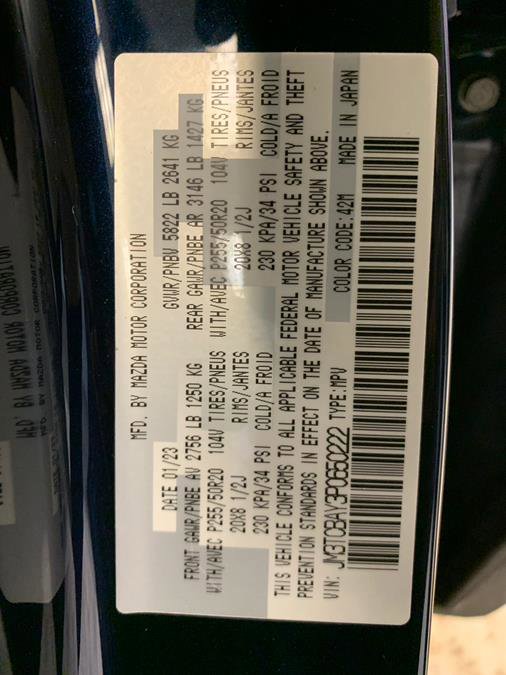 MFD. BY MAZDA MOTOR CORPORATION
DATE 01/23 GVWR/PNBV 5822 LB 2641 KG
FRONT GAWR/PNBE AV 2756 LB 1250 KG REAR GAWR/PNBE AR 3146 LB 1427 KG
WITH/AVEC P255/50R20 104V TIRES/PNEUS WITH/AVEC P255/50R20 104V TIRES/PNEUS
20X8 1/2J RIMS/JANTES 20X8 1/2J RIMS/JANTES
230 KPA/34 PSI COLD/A FROID 230 KPA/34 PSI COLD/A FROID
THIS VEHICLE CONFORMS TO ALL APPLICABLE FEDERAL MOTOR VEHICLE SAFETY AND THEFT
PREVENTION STANDARDS IN EFFECT ON THE DATE OF MANUFACTURE SHOWN ABOVE.
VIN: JM3TCBAY3P0650222 TYPE:MPV COLOR CODE:42M MADE IN JAPAN